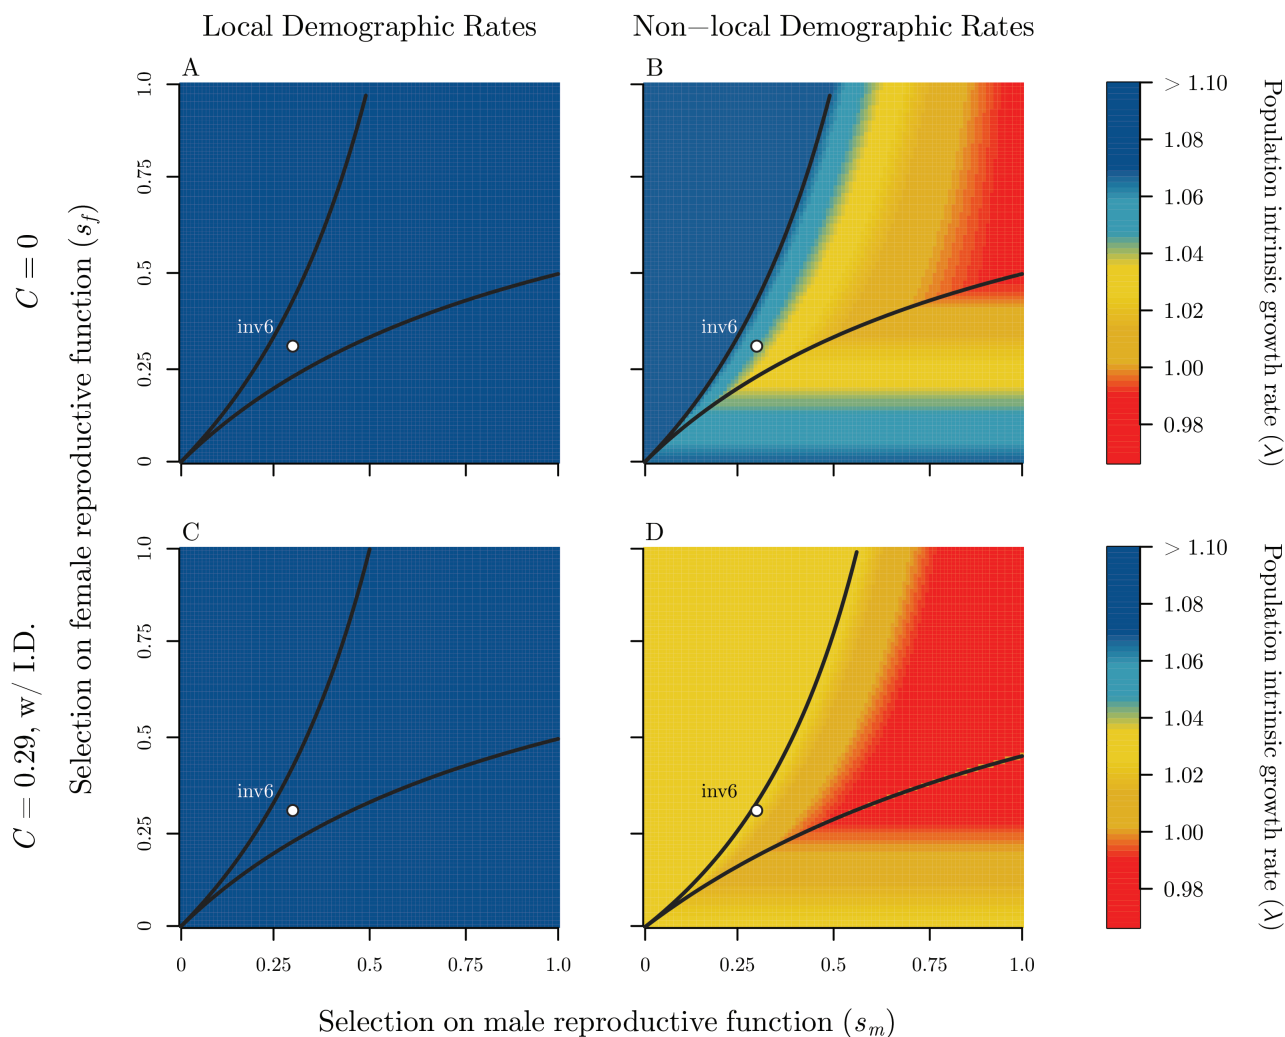 Local Demographic Rates
Non−local Demographic Rates
A
B
C = 0
Selection on female reproductive function (s_f)
1.0
0.75
0.5
0.25
0
inv6
inv6
> 1.10
1.08
1.06
1.04
1.02
1.00
0.98
Population intrinsic growth rate (λ)
C
D
C = 0.29, w/ I.D.
1.0
0.75
0.5
0.25
0
inv6
inv6
> 1.10
1.08
1.06
1.04
1.02
1.00
0.98
Population intrinsic growth rate (λ)
0 0.25 0.5 0.75 1.0
0 0.25 0.5 0.75 1.0
Selection on male reproductive function (s_m)